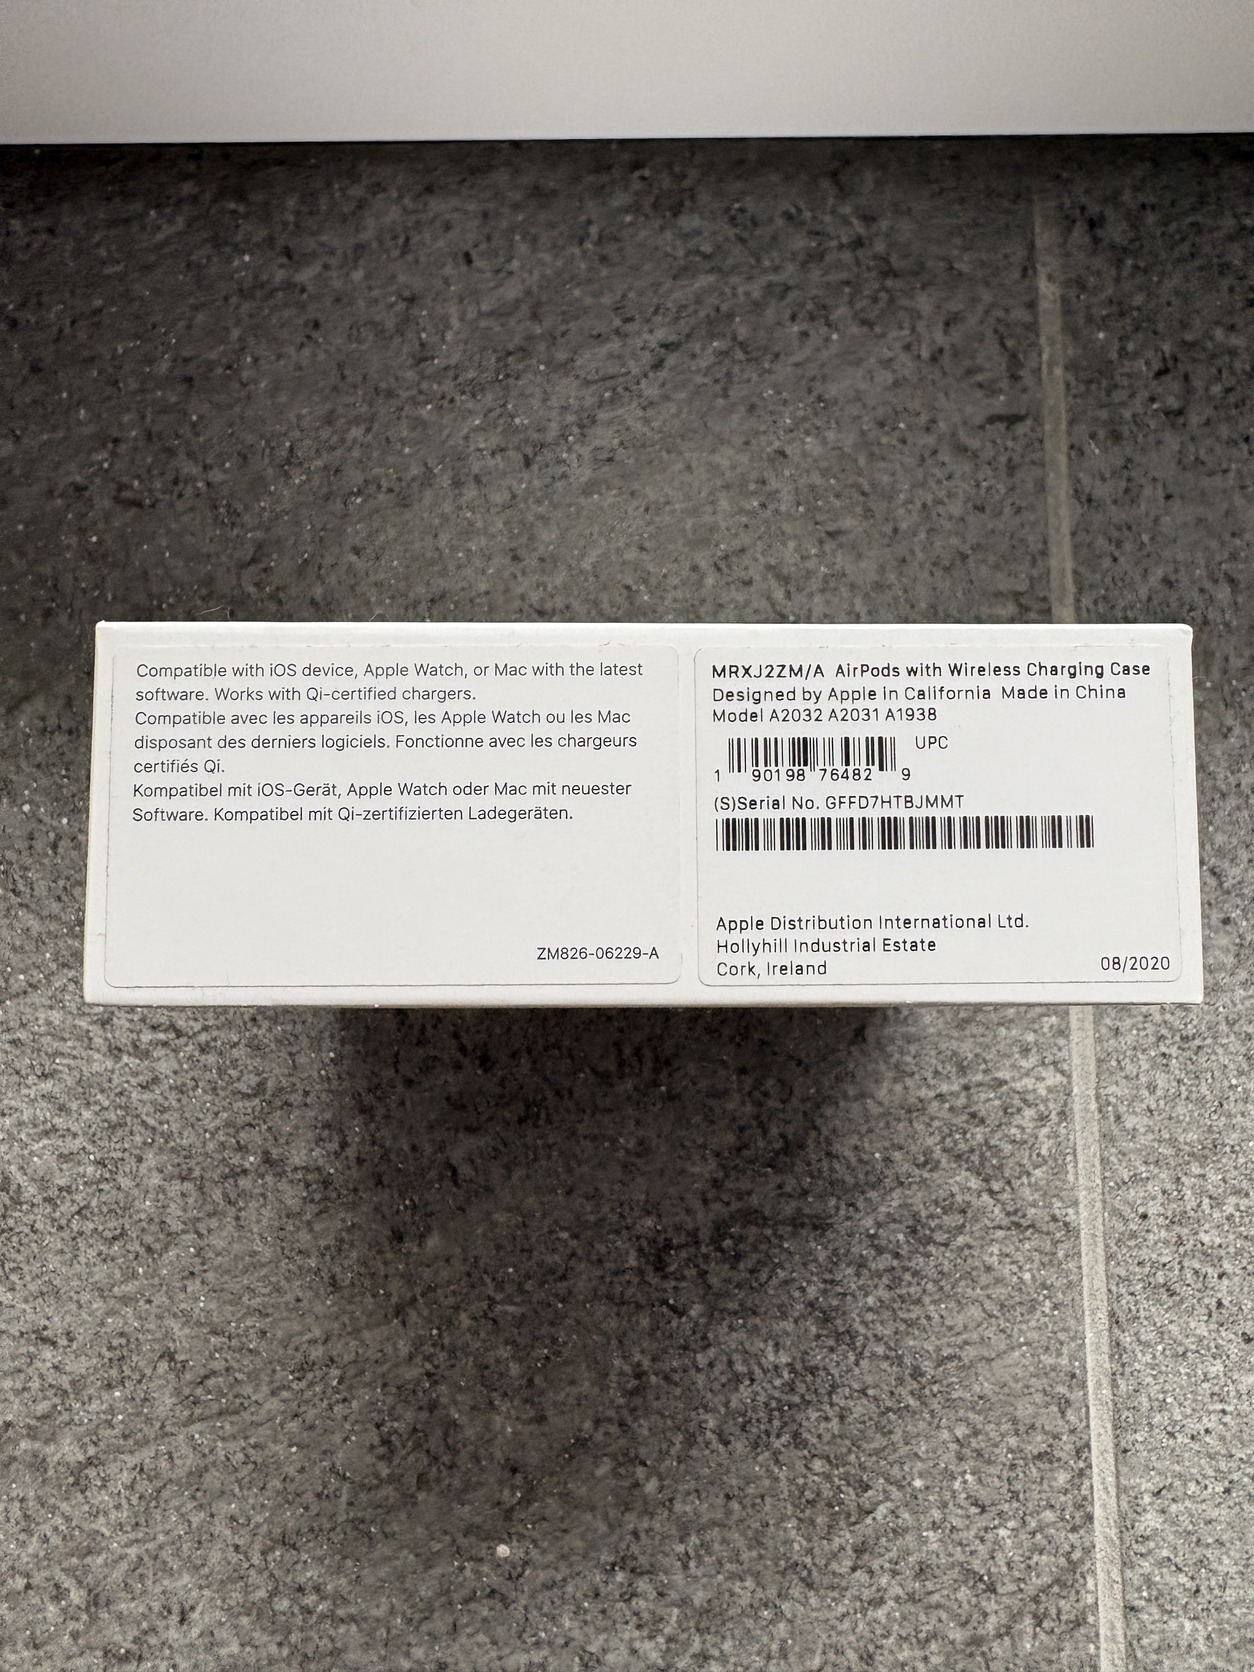 Compatible with iOS device, Apple Watch, or Mac with the latest
software. Works with Qi-certified chargers.
Compatible avec les appareils iOS, les Apple Watch ou les Mac
disposant des derniers logiciels. Fonctionne avec les chargeurs
certifiés Qi.
Kompatibel mit iOS-Gerät, Apple Watch oder Mac mit neuester
Software. Kompatibel mit Qi-zertifizierten Ladegeräten.
ZM826-06229-A
MRXJ2ZM/A AirPods with Wireless Charging Case
Designed by Apple in California Made in China
Model A2032 A2031 A1938
UPC
1 90198 76482 9
(S)Serial No. GFFD7HTBJMMT
Apple Distribution International Ltd.
Hollyhill Industrial Estate
Cork, Ireland
08/2020